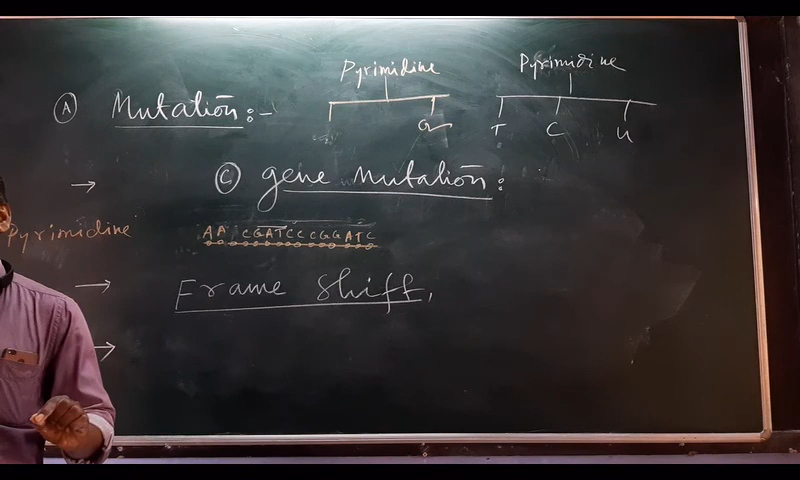 Pyrimidine Pyrimidine
(A) Mutation:-
G T C U
→ (C) gene mutation:
Pyrimidine AA CGATCCCGGATC
→ Frame Shift,
→